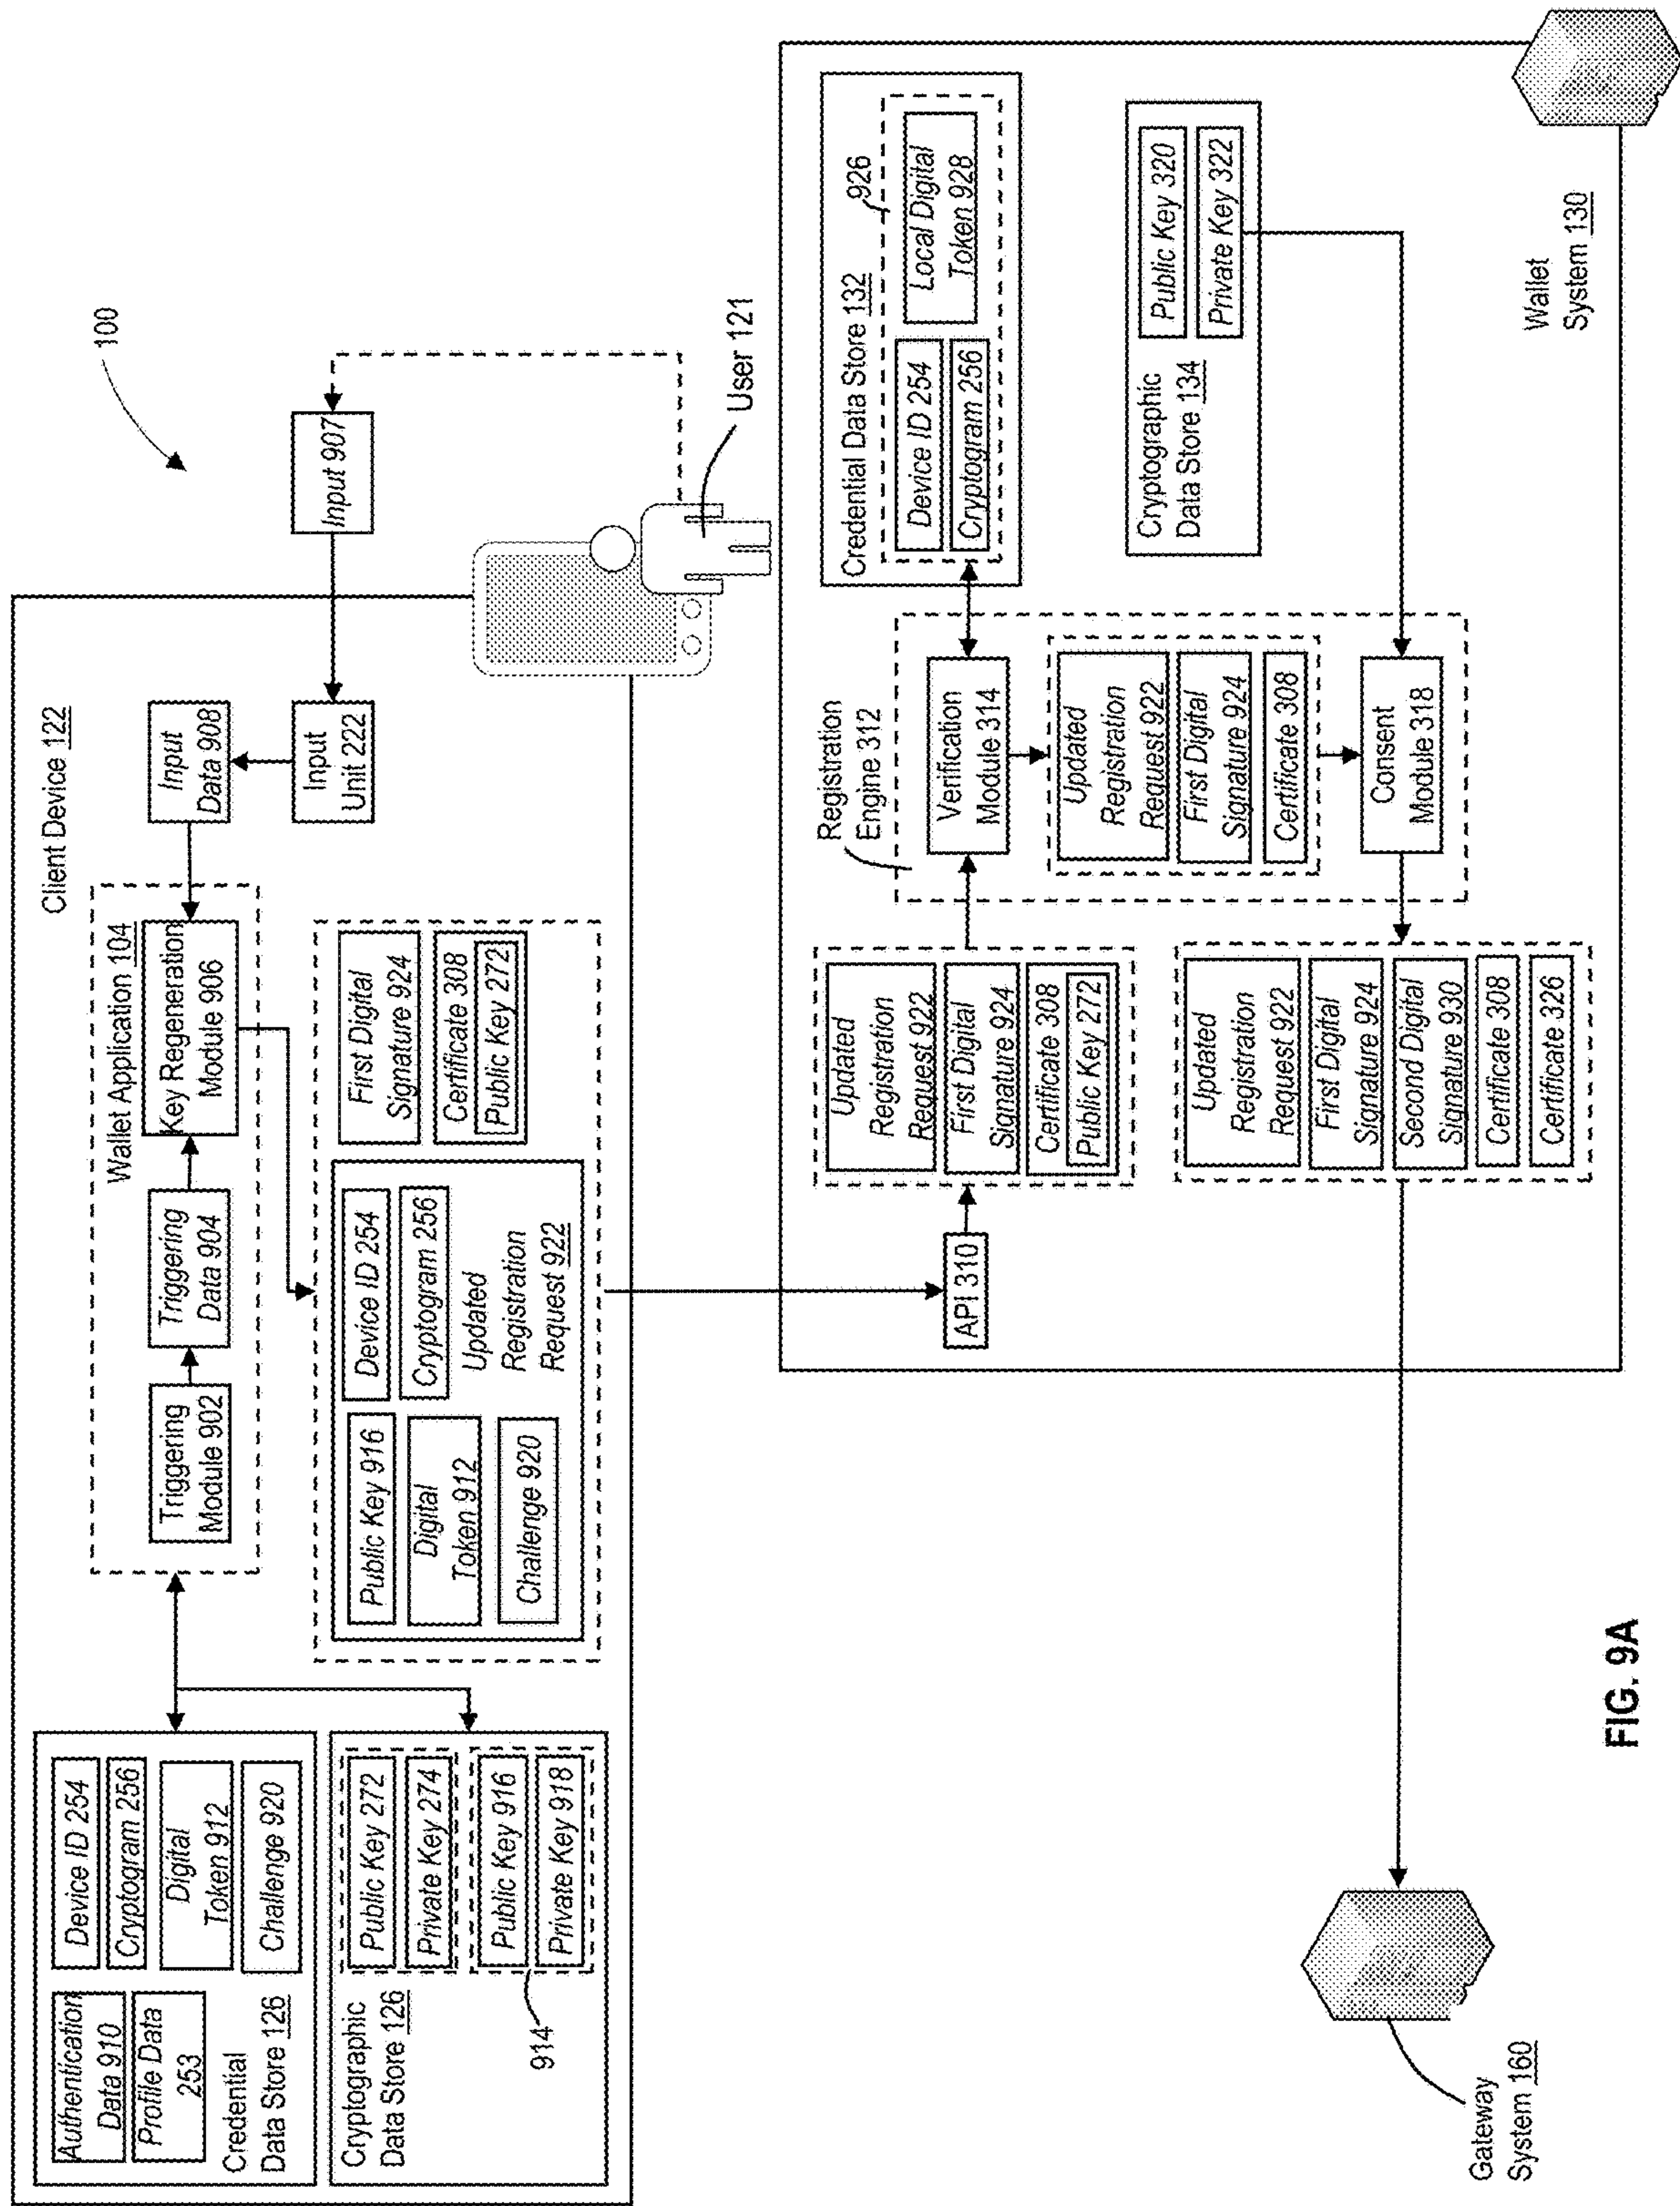 100
Client Device 122
Authentication
Data 910
Profile Data
253
Credential
Data Store 126
Device ID 254
Cryptogram 256
Digital
Token 912
Challenge 920
Cryptographic
Data Store 126
Public Key 272
Private Key 274
Public Key 916
Private Key 918
914
Wallet Application 104
Triggering
Module 902
Triggering
Data 904
Key Regeneration
Module 906
Input
Data 908
Input
Unit 222
Input 907
User 121
Public Key 916
Digital
Token 912
Challenge 920
Device ID 254
Cryptogram 256
Updated
Registration
Request 922
First Digital
Signature 924
Certificate 308
Public Key 272
API 310
Updated
Registration
Request 922
First Digital
Signature 924
Certificate 308
Public Key 272
Registration
Engine 312
Verification
Module 314
Updated
Registration
Request 922
First Digital
Signature 924
Certificate 308
Consent
Module 318
Credential Data Store 132
926
Device ID 254
Cryptogram 256
Local Digital
Token 928
Cryptographic
Data Store 134
Public Key 320
Private Key 322
Updated
Registration
Request 922
First Digital
Signature 924
Second Digital
Signature 930
Certificate 308
Certificate 326
Wallet
System 130
Gateway
System 160
FIG. 9A